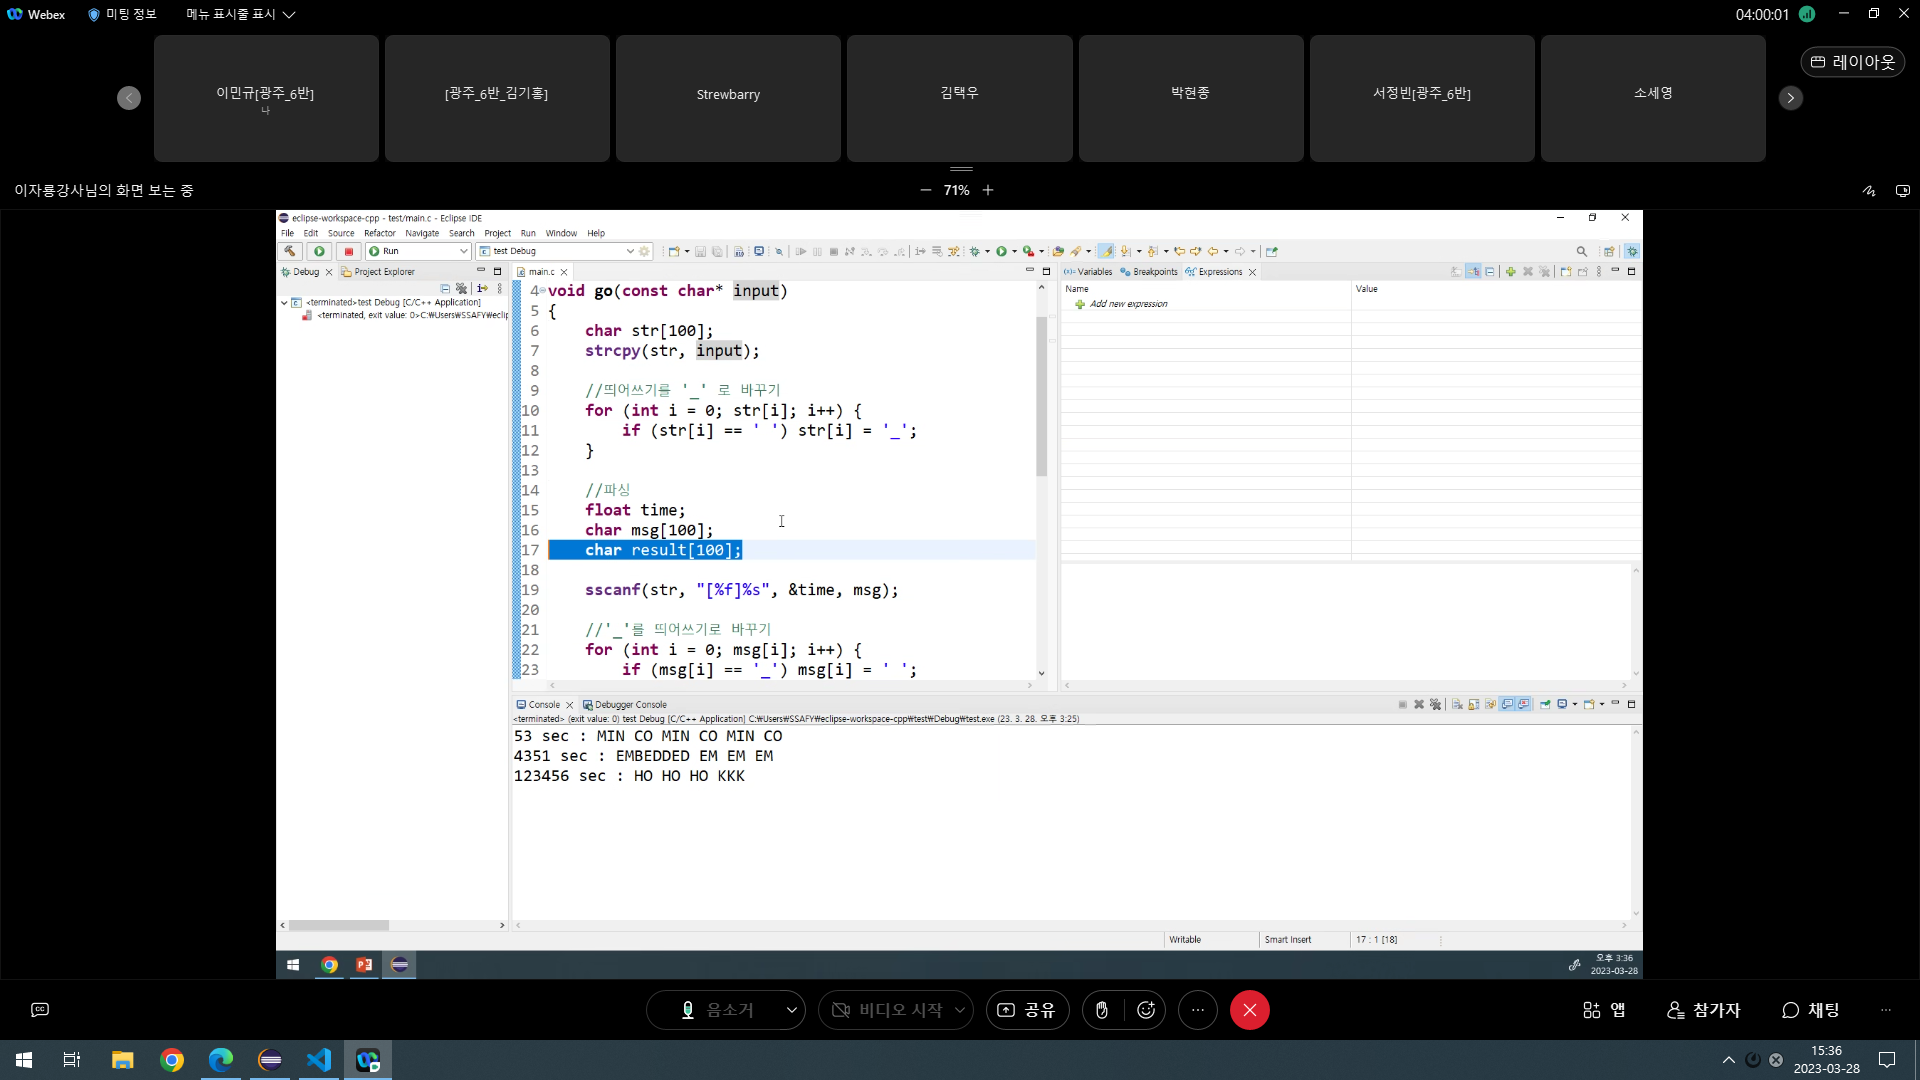 Webex 미팅 정보 메뉴 표시줄 표시 04:00:01
이민규[광주_6반] [광주_6반_김기홍] Strewbarry 김택우 박현종 서정빈[광주_6반] 소세영 레이아웃
나
이자룡강사님의 화면 보는 중 71%
eclipse-workspace-cpp - test/main.c - Eclipse IDE
File Edit Source Refactor Navigate Search Project Run Window Help
Run test Debug
Debug Project Explorer
<terminated>test Debug [C/C++ Application]
<terminated, exit value: 0>C:₩Users₩SSAFY₩eclip
main.c
4 void go(const char* input)
5 {
6 char str[100];
7 strcpy(str, input);
8
9 //띄어쓰기를 '_' 로 바꾸기
10 for (int i = 0; str[i]; i++) {
11 if (str[i] == ' ') str[i] = '_';
12 }
13
14 //파싱
15 float time;
16 char msg[100];
17 char result[100];
18
19 sscanf(str, "[%f]%s", &time, msg);
20
21 //'_'를 띄어쓰기로 바꾸기
22 for (int i = 0; msg[i]; i++) {
23 if (msg[i] == '_') msg[i] = ' ';
Variables Breakpoints Expressions
Name Value
Add new expression
Console Debugger Console
<terminated> (exit value: 0) test Debug [C/C++ Application] C:₩Users₩SSAFY₩eclipse-workspace-cpp₩test₩Debug₩test.exe (23. 3. 28. 오후 3:25)
53 sec : MIN CO MIN CO MIN CO
4351 sec : EMBEDDED EM EM EM
123456 sec : HO HO HO KKK
Writable Smart Insert 17 : 1 [18]
오후 3:36
2023-03-28
음소거 비디오 시작 공유 앱 참가자 채팅
15:36
2023-03-28